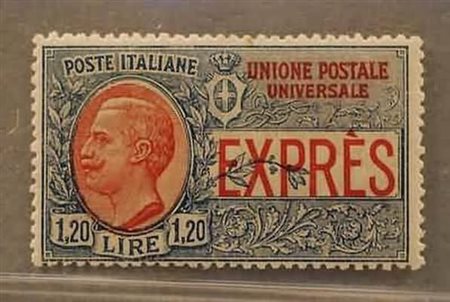 POSTE ITALIANE
UNIONE POSTALE
UNIVERSALE
EXPRÈS
1,20 LIRE 1,20